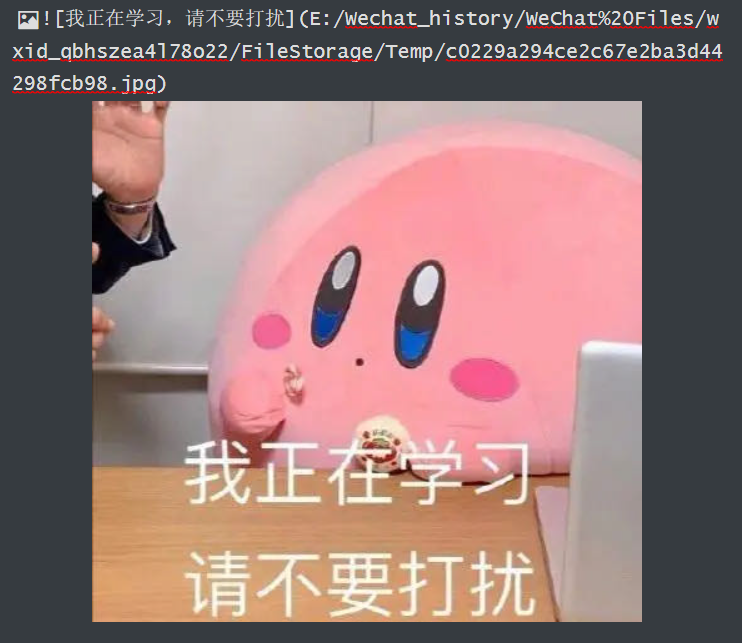 ![我正在学习，请不要打扰](E:/Wechat_history/WeChat%20Files/w
xid_qbhszea4l78o22/FileStorage/Temp/c0229a294ce2c67e2ba3d44
298fcb98.jpg)
我正在学习
请不要打扰